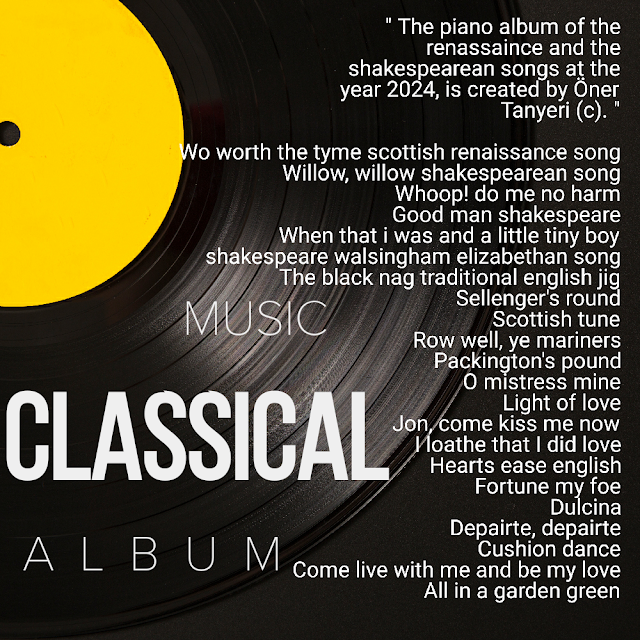 " The piano album of the
renassaince and the
shakespearean songs at the
year 2024, is created by Öner
Tanyeri (c). "
Wo worth the tyme scottish renaissance song
Willow, willow shakespearean song
Whoop! do me no harm
Good man shakespeare
When that i was and a little tiny boy
shakespeare walsingham elizabethan song
The black nag traditional english jig
Sellenger's round
Scottish tune
Row well, ye mariners
Packington's pound
O mistress mine
Light of love
Jon, come kiss me now
I loathe that I did love
Hearts ease english
Fortune my foe
Dulcina
Depairte, depairte
Cushion dance
Come live with me and be my love
All in a garden green
MUSIC
CLASSICAL
ALBUM